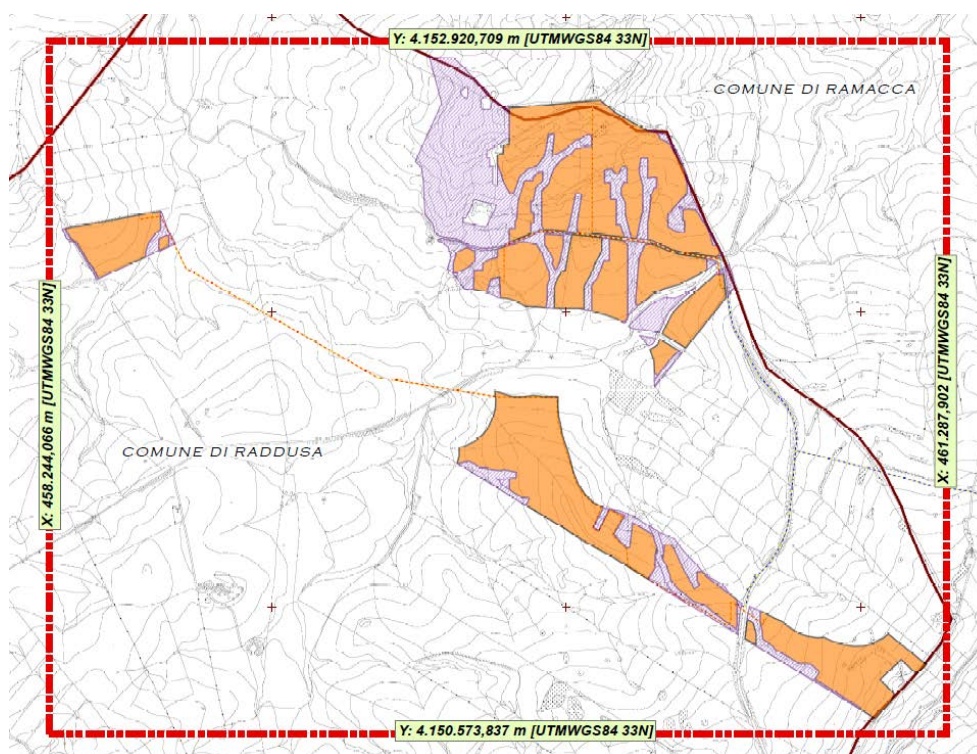 Y: 4.152.920,709 m [UTMWGS84 33N]
COMUNE DI RAMACCA
X: 458.244,066 m [UTMWGS84 33N]
X: 461.287,902 m [UTMWGS84 33N]
COMUNE DI RADDUSA
Y: 4.150.573,837 m [UTMWGS84 33N]